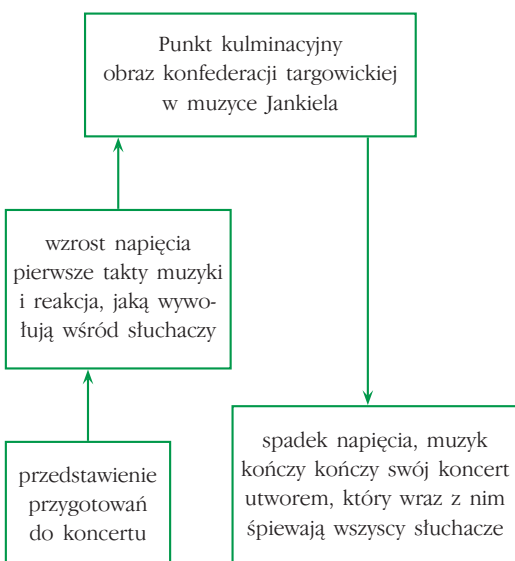 Punkt kulminacyjny
obraz konfederacji targowickiej
w muzyce Jankiela
wzrost napięcia
pierwsze takty muzyki
i reakcja, jaką wywo-
łują wśród słuchaczy
przedstawienie
przygotowań
do koncertu
spadek napięcia, muzyk
kończy kończy swój koncert
utworem, który wraz z nim
śpiewają wszyscy słuchacze